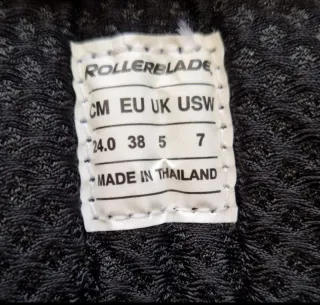 ROLLERBLADE
CM EU UK USW
24.0 38 5 7
MADE IN THAILAND